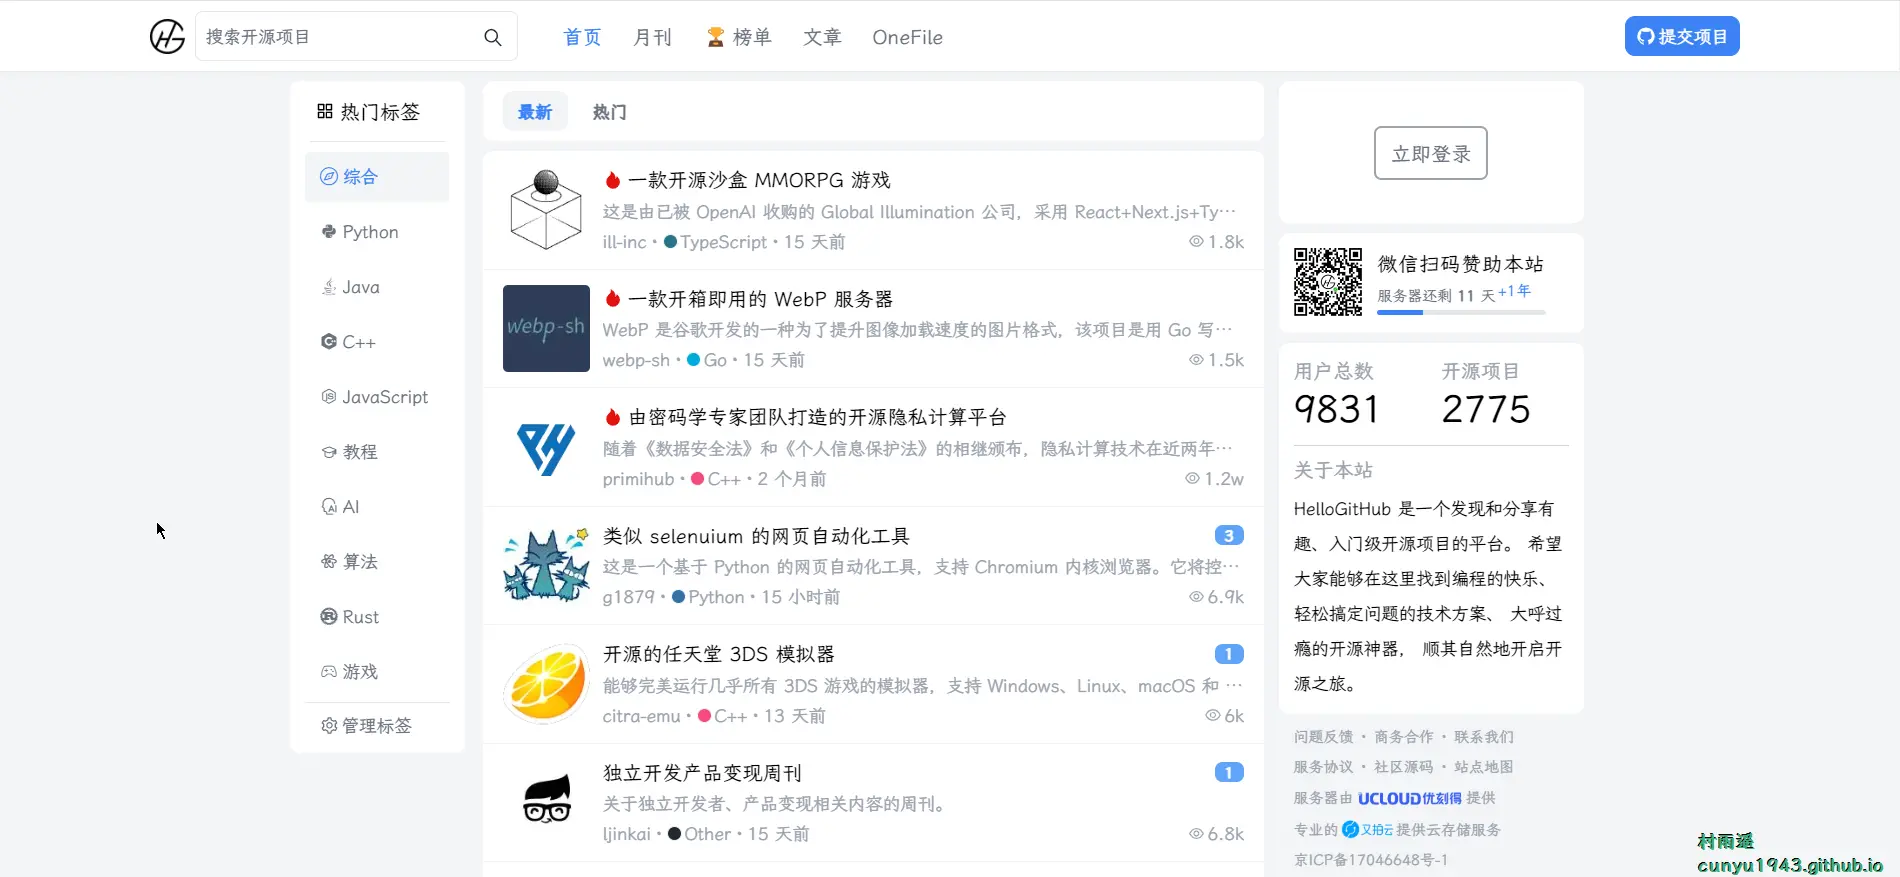 搜索开源项目
首页 月刊 榜单 文章 OneFile
提交项目
热门标签
综合
Python
Java
C++
JavaScript
教程
AI
算法
Rust
游戏
管理标签
最新 热门
一款开源沙盒 MMORPG 游戏
这是由已被 OpenAI 收购的 Global Illumination 公司，采用 React+Next.js+Ty…
ill-inc • TypeScript • 15 天前 1.8k
webp-sh
一款开箱即用的 WebP 服务器
WebP 是谷歌开发的一种为了提升图像加载速度的图片格式，该项目是用 Go 写…
webp-sh • Go • 15 天前 1.5k
由密码学专家团队打造的开源隐私计算平台
随着《数据安全法》和《个人信息保护法》的相继颁布，隐私计算技术在近两年…
primihub • C++ • 2 个月前 1.2w
类似 selenuium 的网页自动化工具 3
这是一个基于 Python 的网页自动化工具，支持 Chromium 内核浏览器。它将控…
g1879 • Python • 15 小时前 6.9k
开源的任天堂 3DS 模拟器 1
能够完美运行几乎所有 3DS 游戏的模拟器，支持 Windows、Linux、macOS 和 …
citra-emu • C++ • 13 天前 6k
独立开发产品变现周刊 1
关于独立开发者、产品变现相关内容的周刊。
ljinkai • Other • 15 天前 6.8k
立即登录
微信扫码赞助本站
服务器还剩 11 天 +1年
用户总数 开源项目
9831 2775
关于本站
HelloGitHub 是一个发现和分享有
趣、入门级开源项目的平台。 希望
大家能够在这里找到编程的快乐、
轻松搞定问题的技术方案、 大呼过
瘾的开源神器， 顺其自然地开启开
源之旅。
问题反馈 • 商务合作 • 联系我们
服务协议 • 社区源码 • 站点地图
服务器由 UCLOUD优刻得 提供
专业的 又拍云 提供云存储服务
京ICP备17046648号-1
村雨遥
cunyu1943.github.io